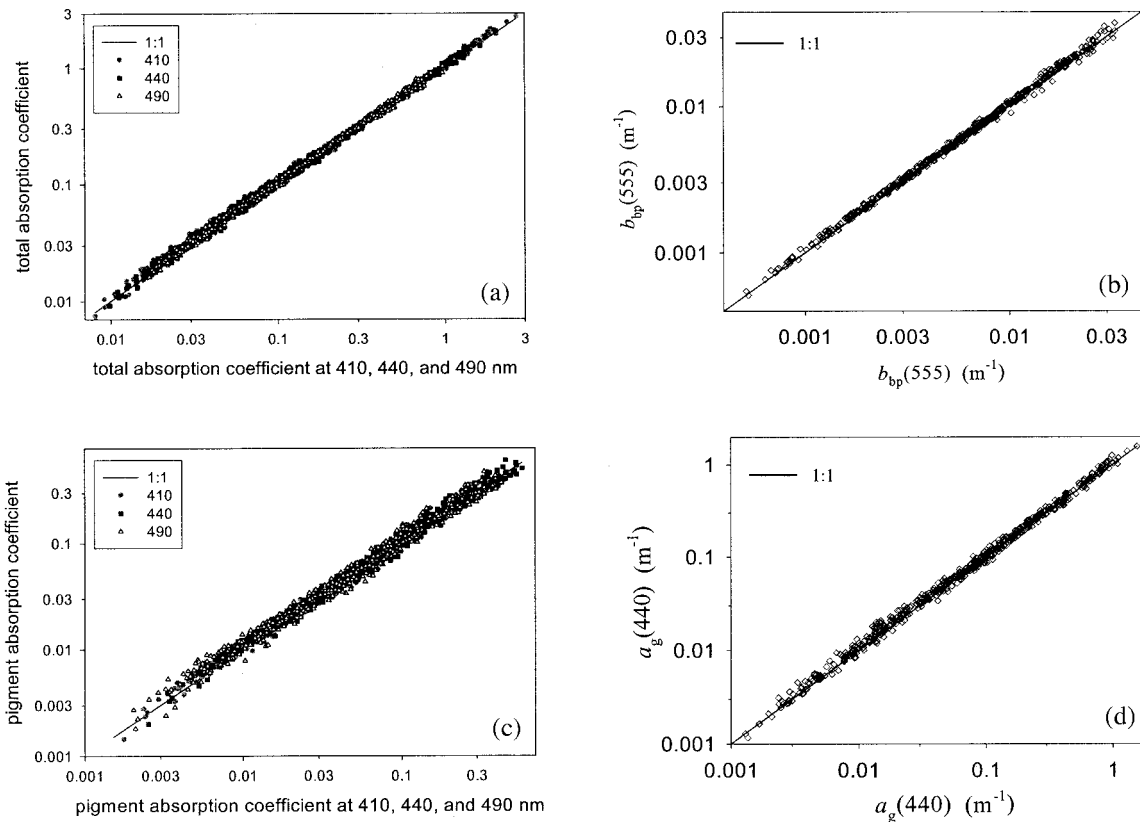 3
1
0.3
0.1
0.03
0.01
total absorption coefficient
1:1
410
440
490
(a)
0.01 0.03 0.1 0.3 1 3
total absorption coefficient at 410, 440, and 490 nm
0.03
0.01
0.003
0.001
b_bp(555) (m⁻¹)
1:1
(b)
0.001 0.003 0.01 0.03
b_bp(555) (m⁻¹)
0.3
0.1
0.03
0.01
0.003
0.001
pigment absorption coefficient
1:1
410
440
490
(c)
0.001 0.003 0.01 0.03 0.1 0.3
pigment absorption coefficient at 410, 440, and 490 nm
1
0.1
0.01
0.001
a_g(440) (m⁻¹)
1:1
(d)
0.001 0.01 0.1 1
a_g(440) (m⁻¹)